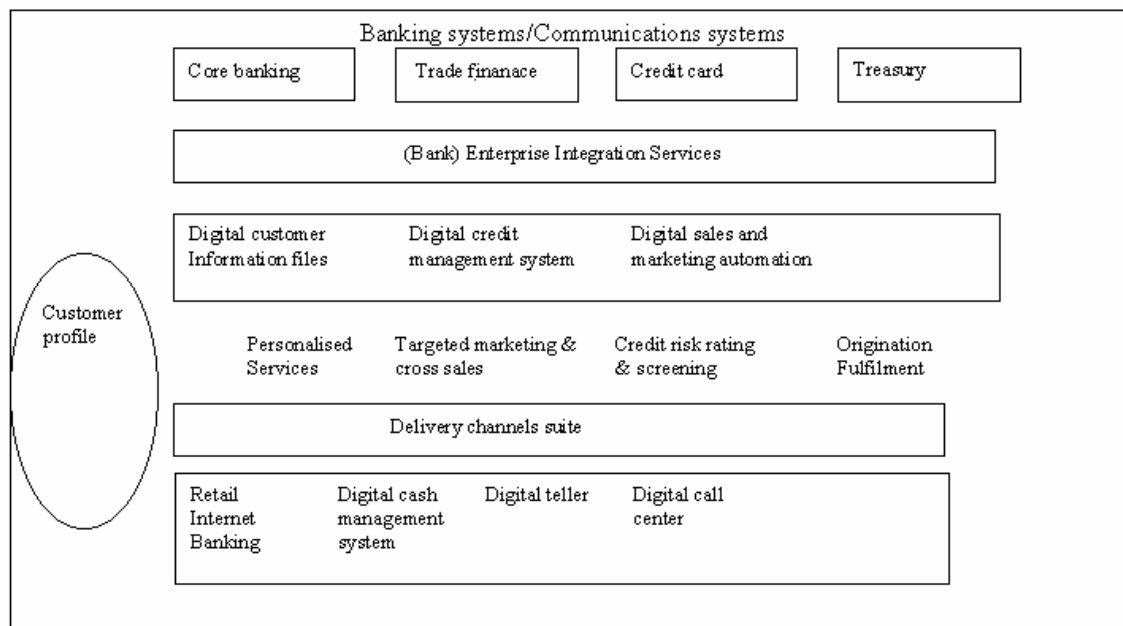 Banking systems/Communications systems
Core banking
Trade finanace
Credit card
Treasury
(Bank) Enterprise Integration Services
Digital customer
Information files
Digital credit
management system
Digital sales and
marketing automation
Customer
profile
Personalised
Services
Targeted marketing &
cross sales
Credit risk rating
& screening
Origination
Fulfilment
Delivery channels suite
Retail
Internet
Banking
Digital cash
management
system
Digital teller
Digital call
center